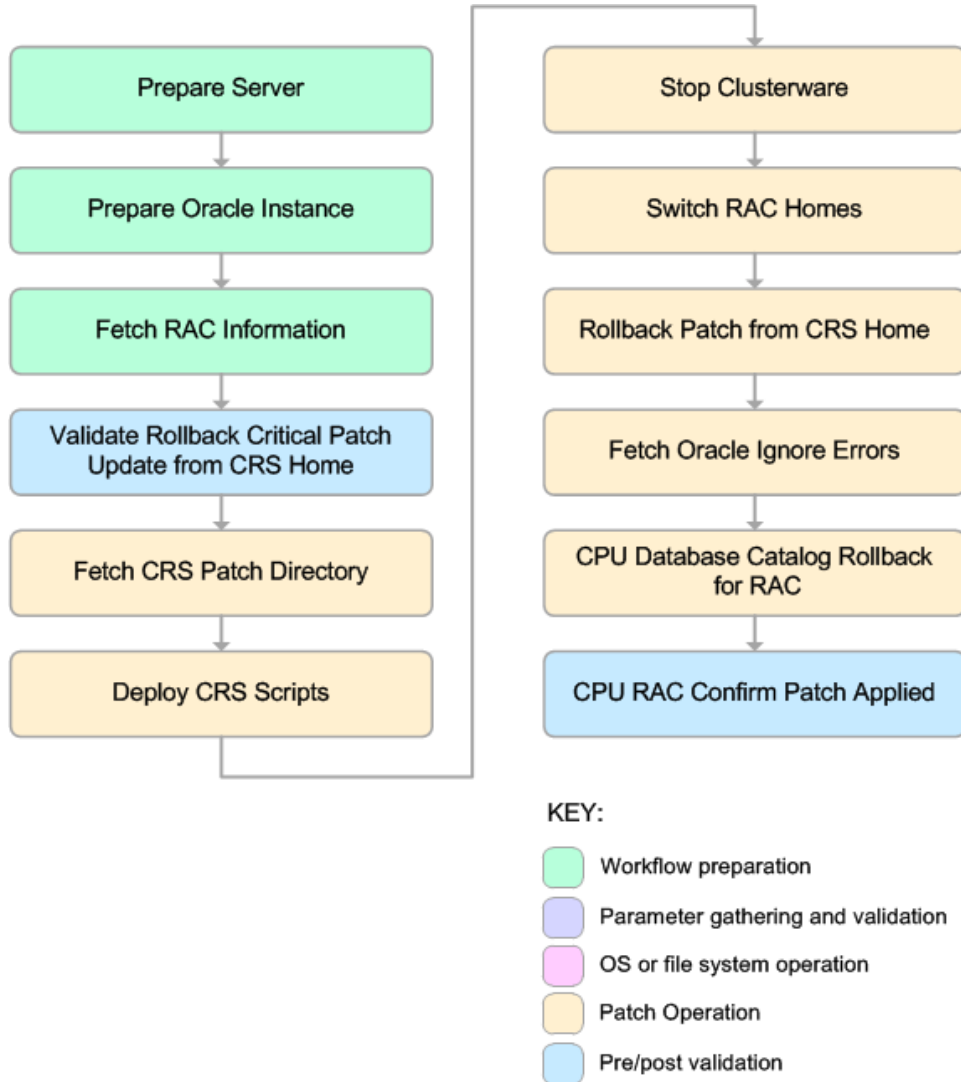 Prepare Server
Prepare Oracle Instance
Fetch RAC Information
Validate Rollback Critical Patch
Update from CRS Home
Fetch CRS Patch Directory
Deploy CRS Scripts
Stop Clusterware
Switch RAC Homes
Rollback Patch from CRS Home
Fetch Oracle Ignore Errors
CPU Database Catalog Rollback
for RAC
CPU RAC Confirm Patch Applied
KEY:
Workflow preparation
Parameter gathering and validation
OS or file system operation
Patch Operation
Pre/post validation